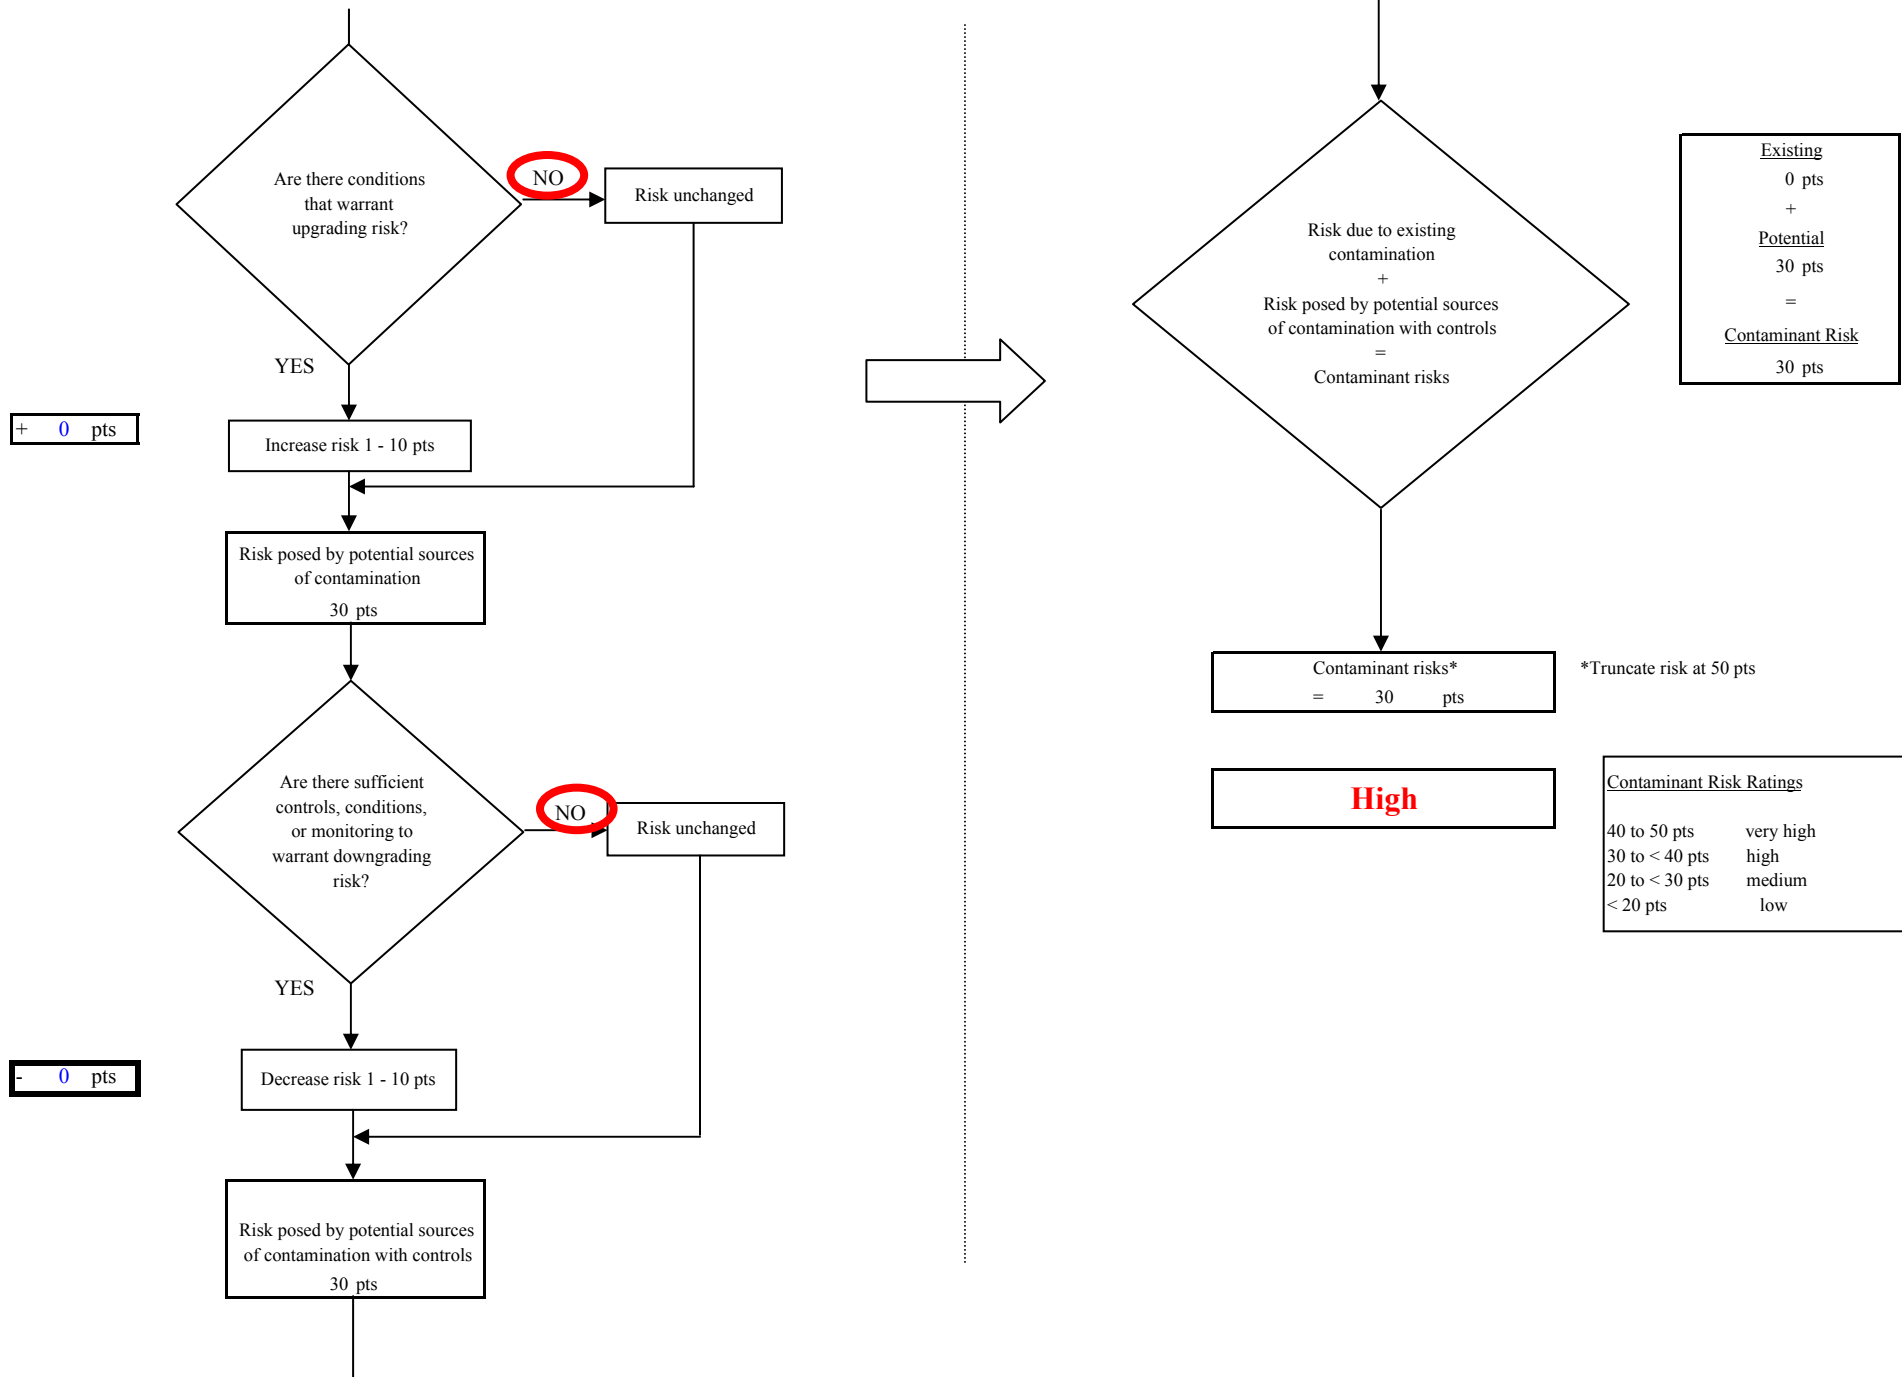 Are there conditions
that warrant
upgrading risk?
NO
Risk unchanged
YES
+ 0 pts
Increase risk 1 - 10 pts
Risk posed by potential sources
of contamination
30 pts
Are there sufficient
controls, conditions,
or monitoring to
warrant downgrading
risk?
NO
Risk unchanged
YES
- 0 pts
Decrease risk 1 - 10 pts
Risk posed by potential sources
of contamination with controls
30 pts
Risk due to existing
contamination
+
Risk posed by potential sources
of contamination with controls
=
Contaminant risks
Existing
0 pts
+
Potential
30 pts
=
Contaminant Risk
30 pts
Contaminant risks*
= 30 pts
*Truncate risk at 50 pts
High
Contaminant Risk Ratings
40 to 50 pts very high
30 to < 40 pts high
20 to < 30 pts medium
< 20 pts low